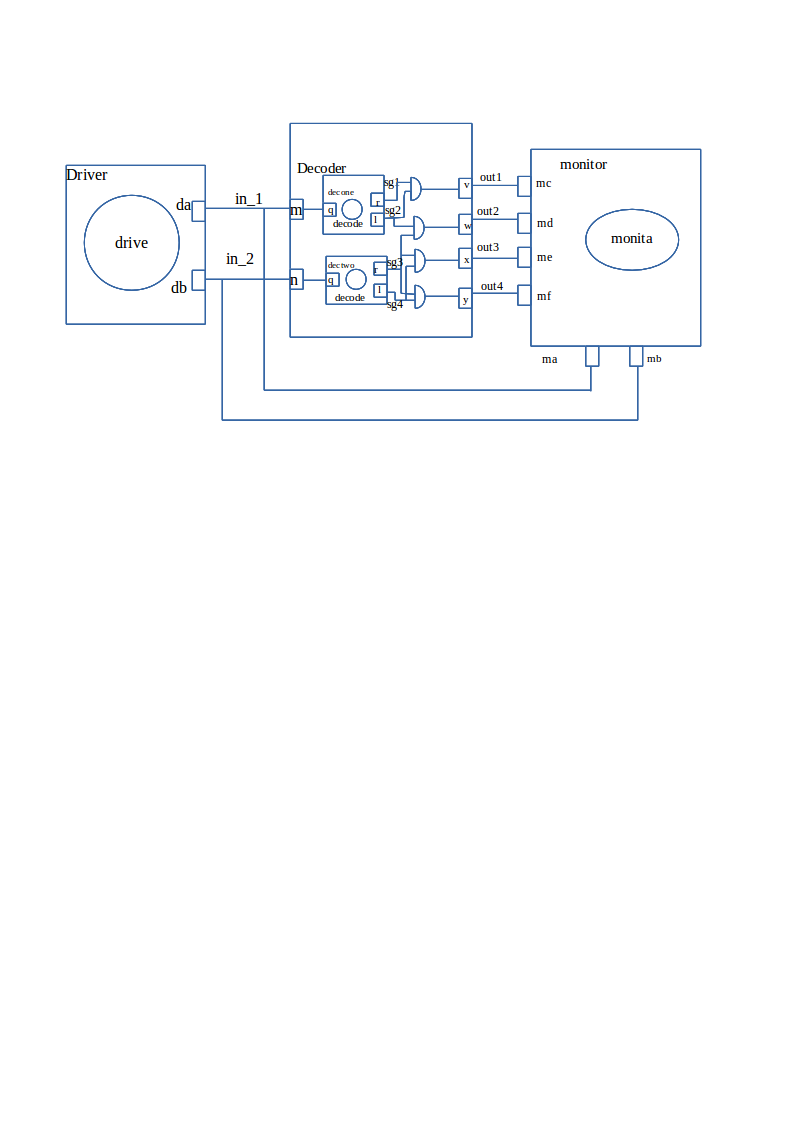 Driver
da
drive
db
in_1
in_2
Decoder
m
decone
q
r
l
decode
sg1
sg2
n
dectwo
q
r
l
decode
sg3
sg4
v
w
x
y
out1
out2
out3
out4
monitor
mc
md
me
mf
monita
ma
mb